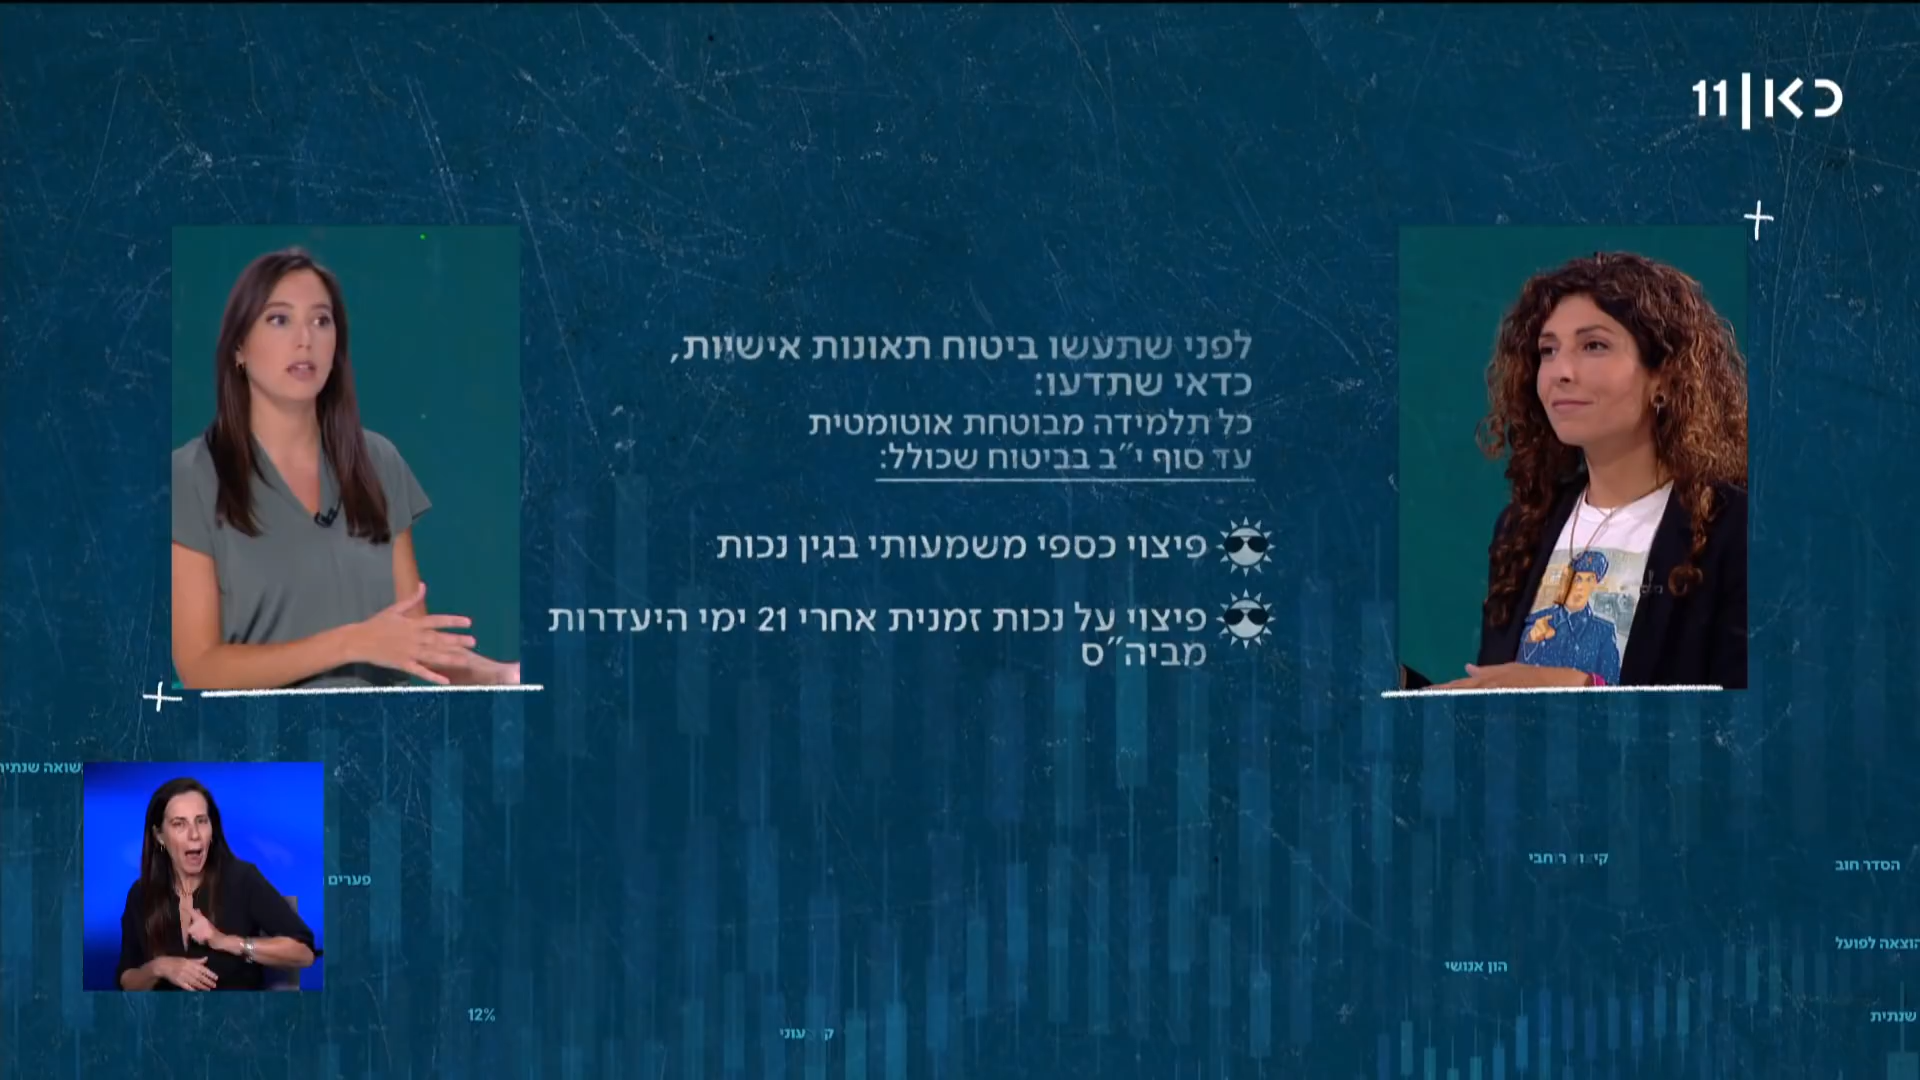 כאן 11
לפני שתעשו ביטוח תאונות אישיות,
כדאי שתדעו:
כל תלמידה מבוטחת אוטומטית
עד סוף י״ב בביטוח שכולל:
פיצוי כספי משמעותי בגין נכות
פיצוי על נכות זמנית אחרי 21 ימי היעדרות
מביה״ס
פערים
הסדר חוב
הון אנושי
12%
שנתית